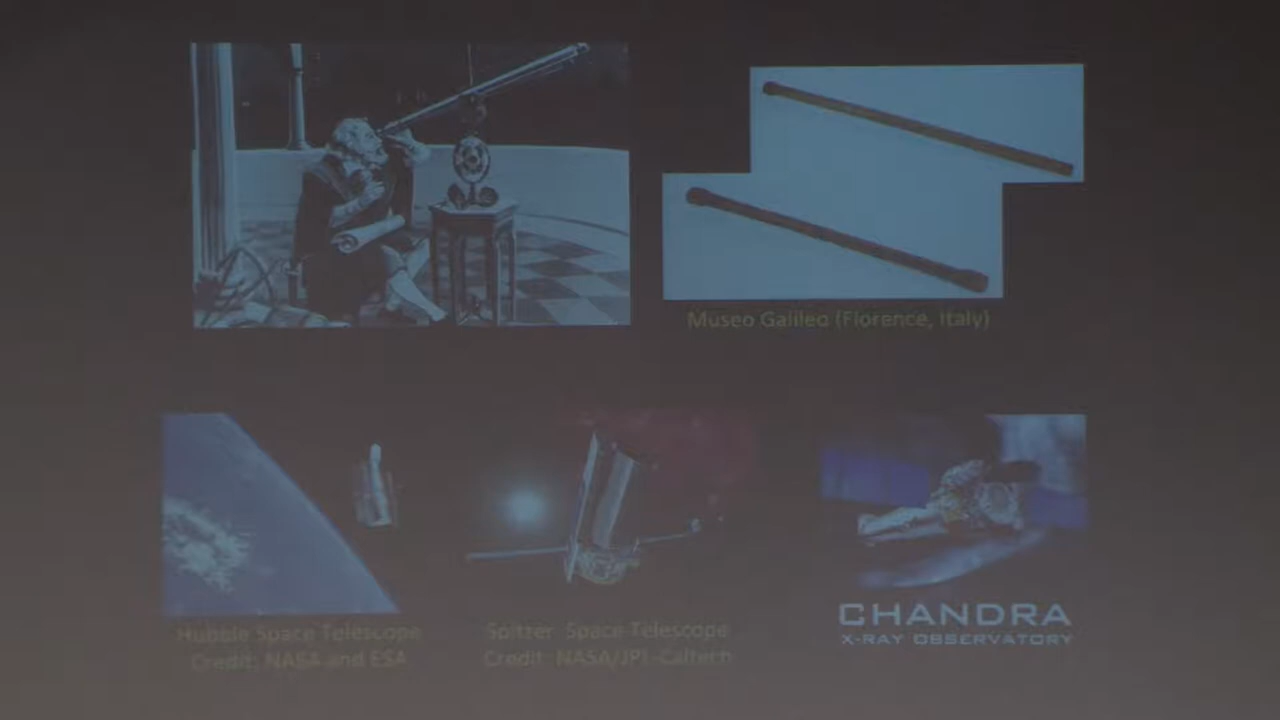 Museo Galileo (Florence, Italy)
Hubble Space Telescope
Credit: NASA and ESA
Spitzer Space Telescope
Credit: NASA/JPL-Caltech
CHANDRA
X-RAY OBSERVATORY